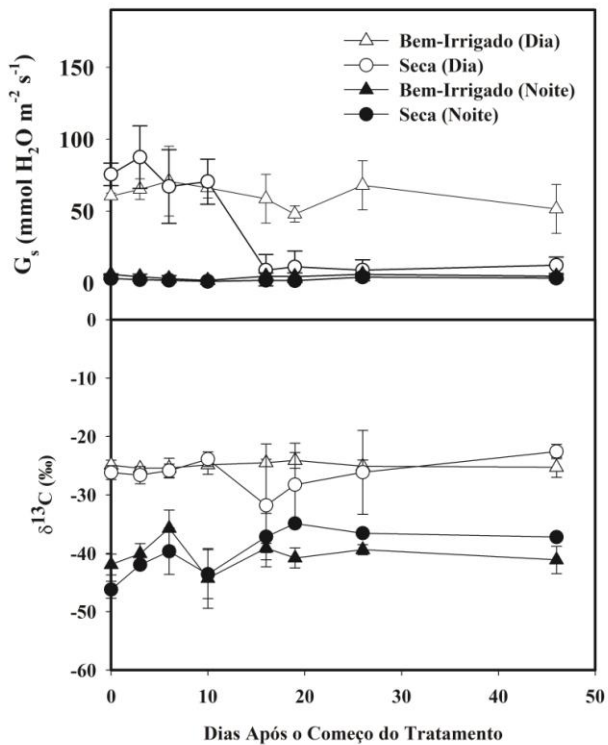 Bem-Irrigado (Dia)
Seca (Dia)
Bem-Irrigado (Noite)
Seca (Noite)
150
100
50
0
Gs (mmol H2O m−2 s−1)
0
-10
-20
-30
-40
-50
-60
δ13C (‰)
0 10 20 30 40 50
Dias Após o Começo do Tratamento